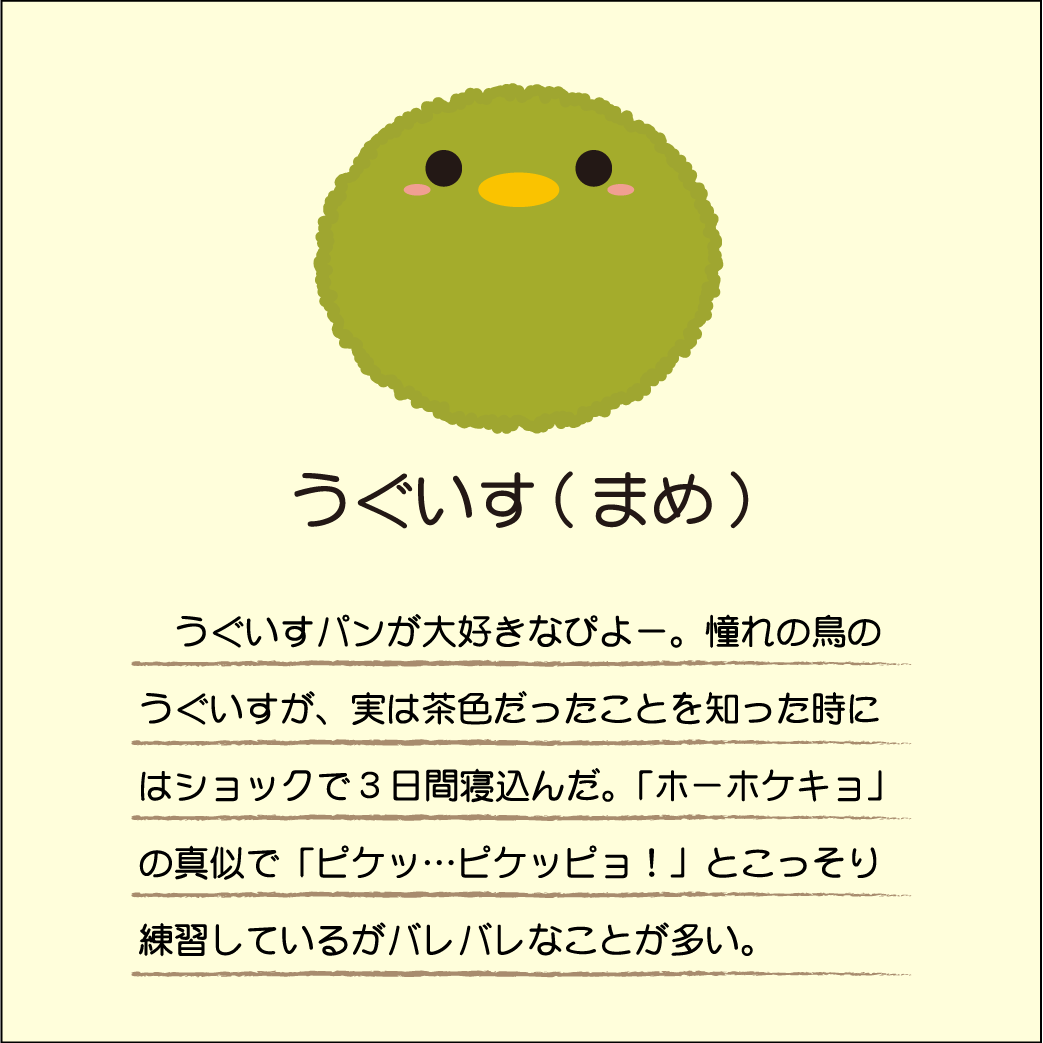 うぐいす(まめ)
うぐいすパンが大好きなぴよー。憧れの鳥の
うぐいすが、実は茶色だったことを知った時に
はショックで3日間寝込んだ。「ホーホケキョ」
の真似で「ピケッ…ピケッピョ！」とこっそり
練習しているがバレバレなことが多い。